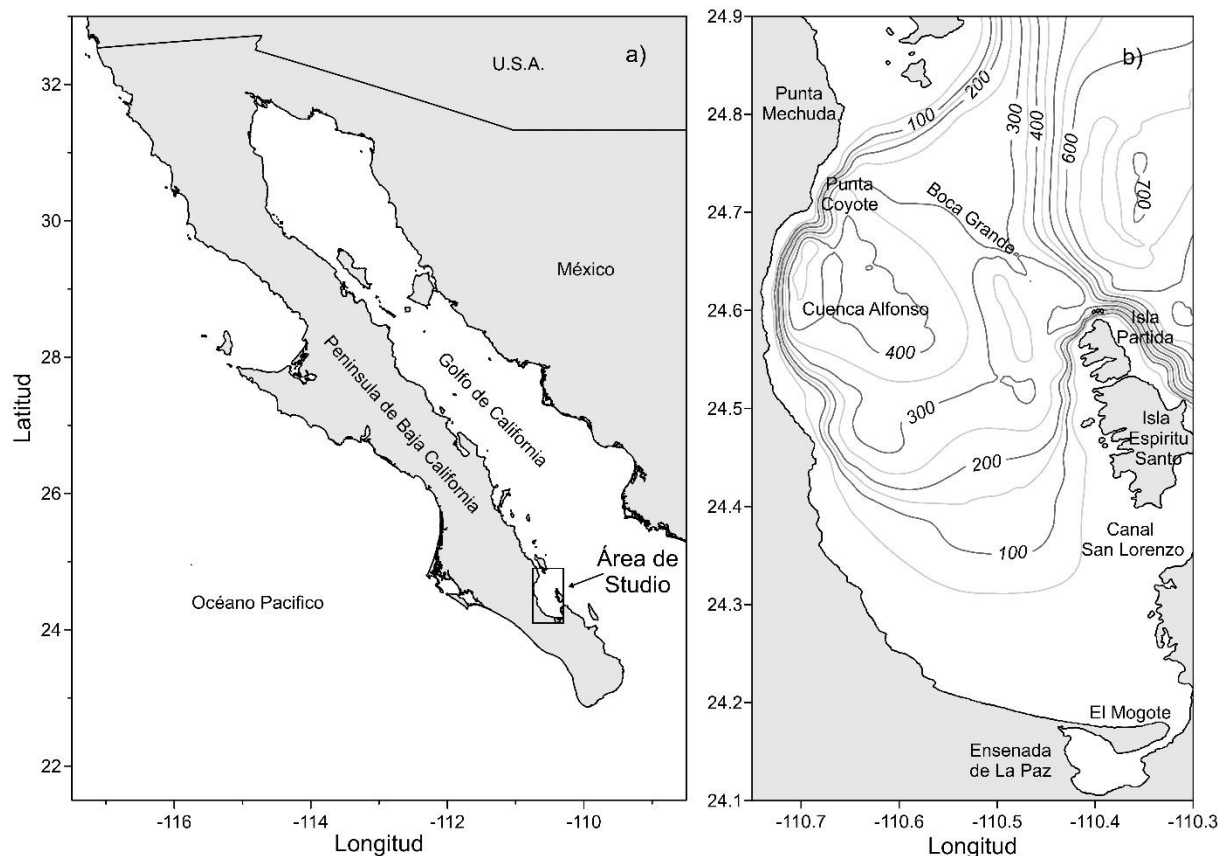 a)
U.S.A.
México
Golfo de California
Peninsula de Baja California
Área de
Studio
Océano Pacifico
32
30
28
26
24
22
Latitud
-116
-114
-112
-110
Longitud
b)
Punta
Mechuda
100
200
300
400
600
700
Punta
Coyote
Boca Grande
Cuenca Alfonso
400
Isla
Partida
300
Isla
Espiritu
Santo
200
100
Canal
San Lorenzo
El Mogote
Ensenada
de La Paz
24.9
24.8
24.7
24.6
24.5
24.4
24.3
24.2
24.1
-110.7
-110.6
-110.5
-110.4
-110.3
Longitud